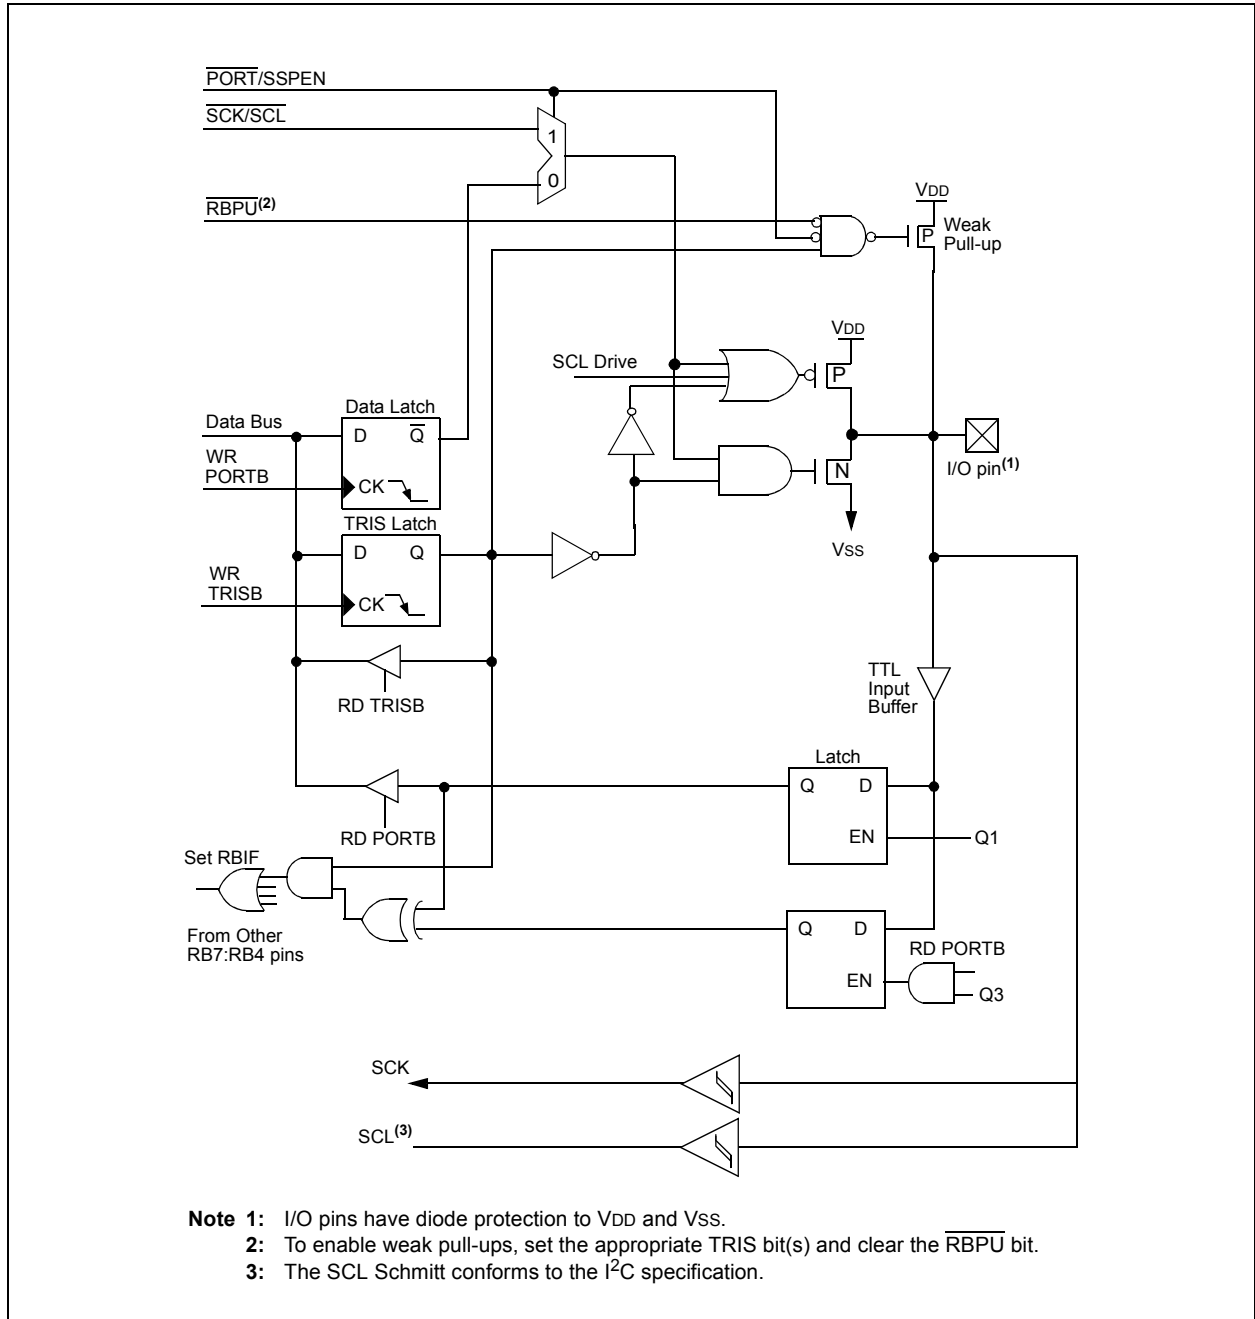 PORT/SSPEN
SCK/SCL
1
0
RBPU(2)
VDD
P
Weak
Pull-up
VDD
SCL Drive
P
Data Latch
Data Bus
D
Q
WR
PORTB
CK
N
I/O pin(1)
TRIS Latch
D
Q
VSS
WR
TRISB
CK
TTL
Input
Buffer
RD TRISB
Latch
Q
D
RD PORTB
EN
Q1
Set RBIF
From Other
RB7:RB4 pins
Q
D
RD PORTB
EN
Q3
SCK
SCL(3)
Note 1: I/O pins have diode protection to VDD and VSS.
2: To enable weak pull-ups, set the appropriate TRIS bit(s) and clear the RBPU bit.
3: The SCL Schmitt conforms to the I2C specification.